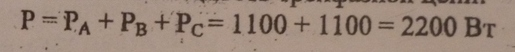 P = P_A + P_B + P_C = 1100 + 1100 = 2200 Вт